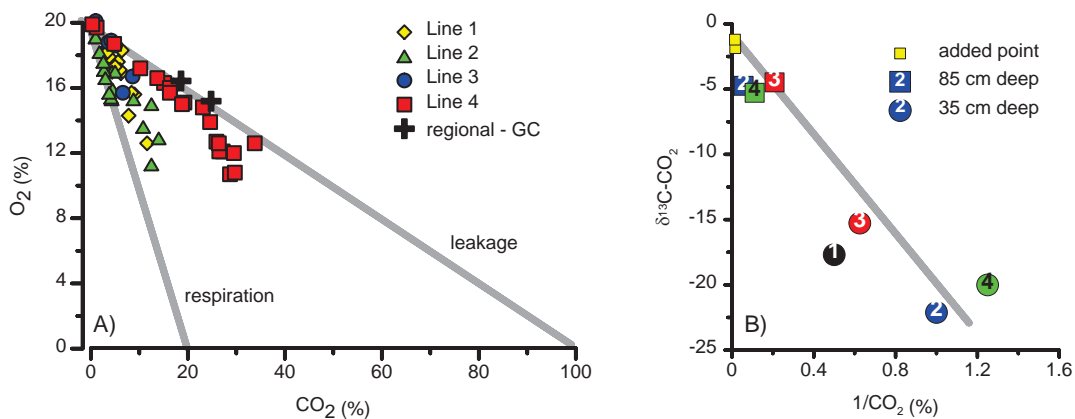 20
16
12
8
4
0
O₂ (%)
Line 1
Line 2
Line 3
Line 4
regional - GC
leakage
respiration
A)
0 20 40 60 80 100
CO₂ (%)
0
-5
-10
-15
-20
-25
δ¹³C-CO₂
added point
2 85 cm deep
2 35 cm deep
2 4 3
3
1
4
2
B)
0 0.4 0.8 1.2 1.6
1/CO₂ (%)